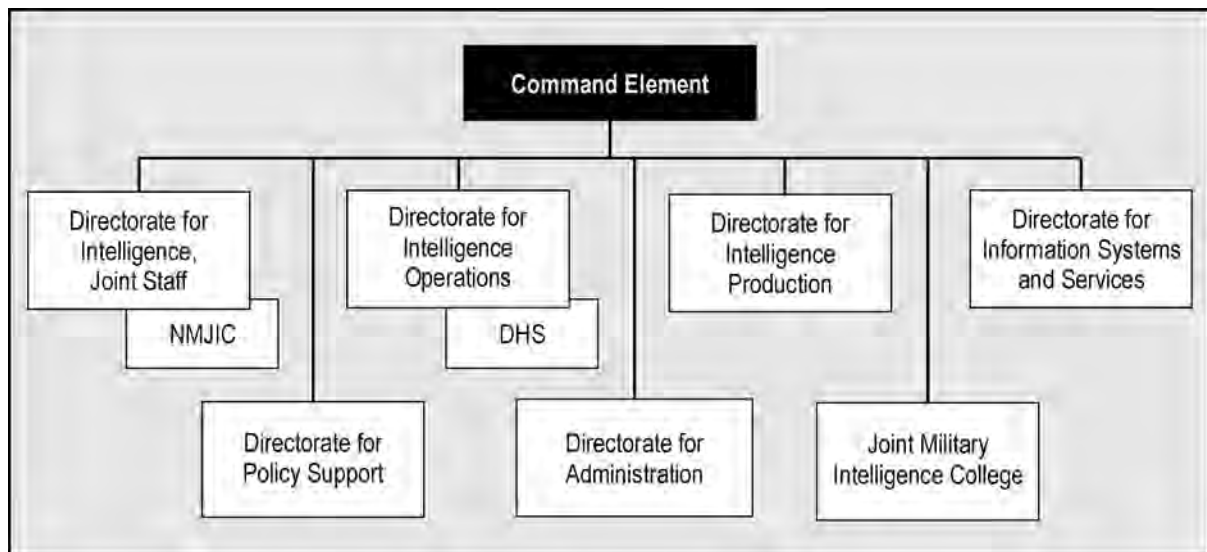 Command Element
Directorate for
Intelligence,
Joint Staff
NMJIC
Directorate for
Intelligence
Operations
DHS
Directorate for
Intelligence
Production
Directorate for
Information Systems
and Services
Directorate for
Policy Support
Directorate for
Administration
Joint Military
Intelligence College